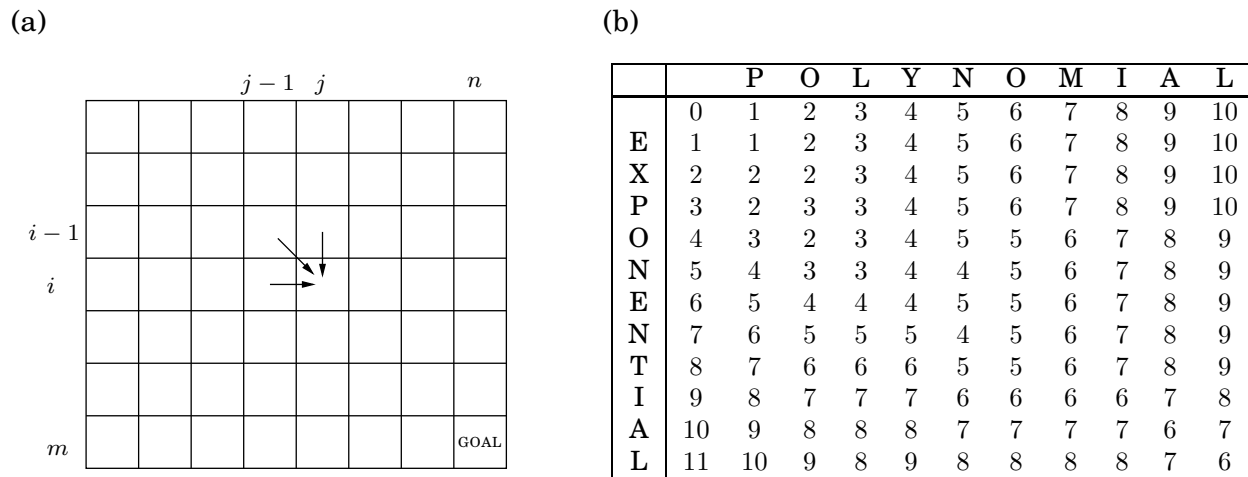 (a)
j − 1 j n
i − 1
i
m GOAL
(b)
P O L Y N O M I A L
0 1 2 3 4 5 6 7 8 9 10
E 1 1 2 3 4 5 6 7 8 9 10
X 2 2 2 3 4 5 6 7 8 9 10
P 3 2 3 3 4 5 6 7 8 9 10
O 4 3 2 3 4 5 5 6 7 8 9
N 5 4 3 3 4 4 5 6 7 8 9
E 6 5 4 4 4 5 5 6 7 8 9
N 7 6 5 5 5 4 5 6 7 8 9
T 8 7 6 6 6 5 5 6 7 8 9
I 9 8 7 7 7 6 6 6 6 7 8
A 10 9 8 8 8 7 7 7 7 6 7
L 11 10 9 8 9 8 8 8 8 7 6